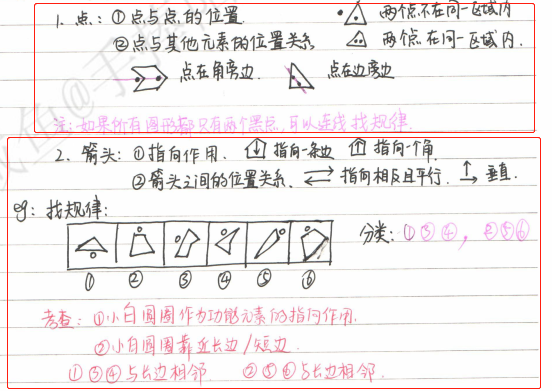 1. 点: ①点与点的位置. 两个点不在同一区域内
②点与其他元素的位置关系 两个点在同一区域内.
点在角旁边. 点在边旁边
注: 如果所有图形都只有两个黑点, 可以连线找规律.
2. 箭头: ①指向作用. 指向一条边 指向一个角.
②箭头之间的位置关系. 指向相反且平行. 垂直.
eg: 找规律:
① ② ③ ④ ⑤ ⑥
分类: ①③④, ②⑤⑥
考查: ①小白圆圈作为功能元素的指向作用.
②小白圆圈靠近长边/短边.
①③④与长边相邻. ②⑤⑥与长边相邻.